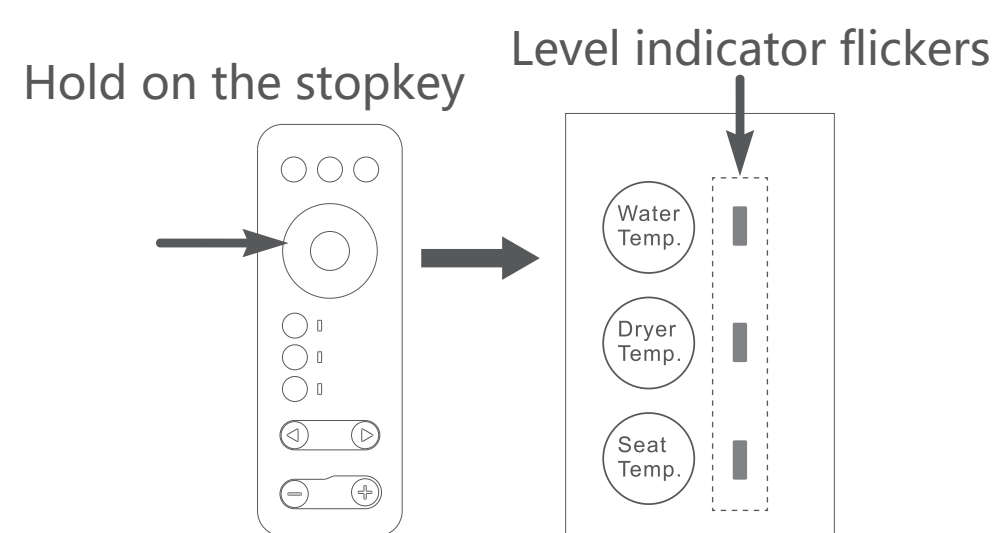 Level indicator flickers
Hold on the stopkey
Water
Temp.
Dryer
Temp.
Seat
Temp.